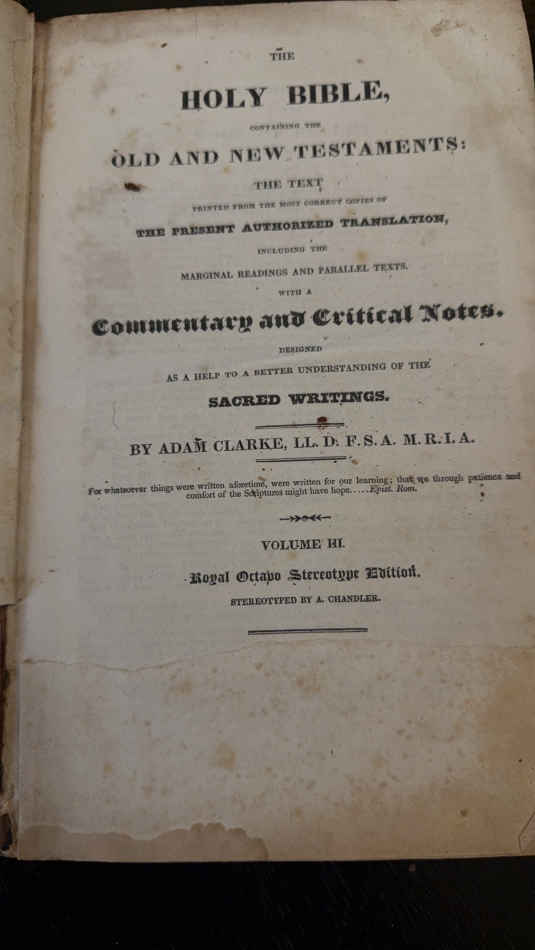 THE
HOLY BIBLE,
CONTAINING THE
OLD AND NEW TESTAMENTS:
THE TEXT
PRINTED FROM THE MOST CORRECT COPIES OF
THE PRESENT AUTHORIZED TRANSLATION,
INCLUDING THE
MARGINAL READINGS AND PARALLEL TEXTS.
WITH A
Commentary and Critical Notes.
DESIGNED
AS A HELP TO A BETTER UNDERSTANDING OF THE
SACRED WRITINGS.
BY ADAM CLARKE, LL. D. F. S. A. M. R. I. A.
For whatsoever things were written aforetime, were written for our learning; that we through patience and
comfort of the Scriptures might have hope.....Epist. Rom.
VOLUME III.
Royal Octavo Stereotype Edition.
STEREOTYPED BY A. CHANDLER.